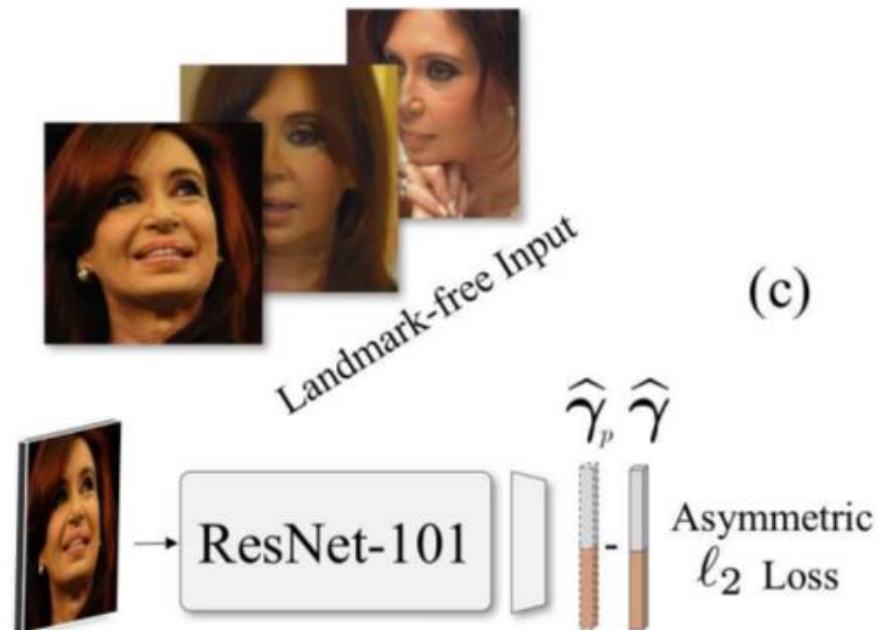 Landmark-free Input
(c)
γ̂ₚ γ̂
ResNet-101
-
Asymmetric
ℓ₂ Loss